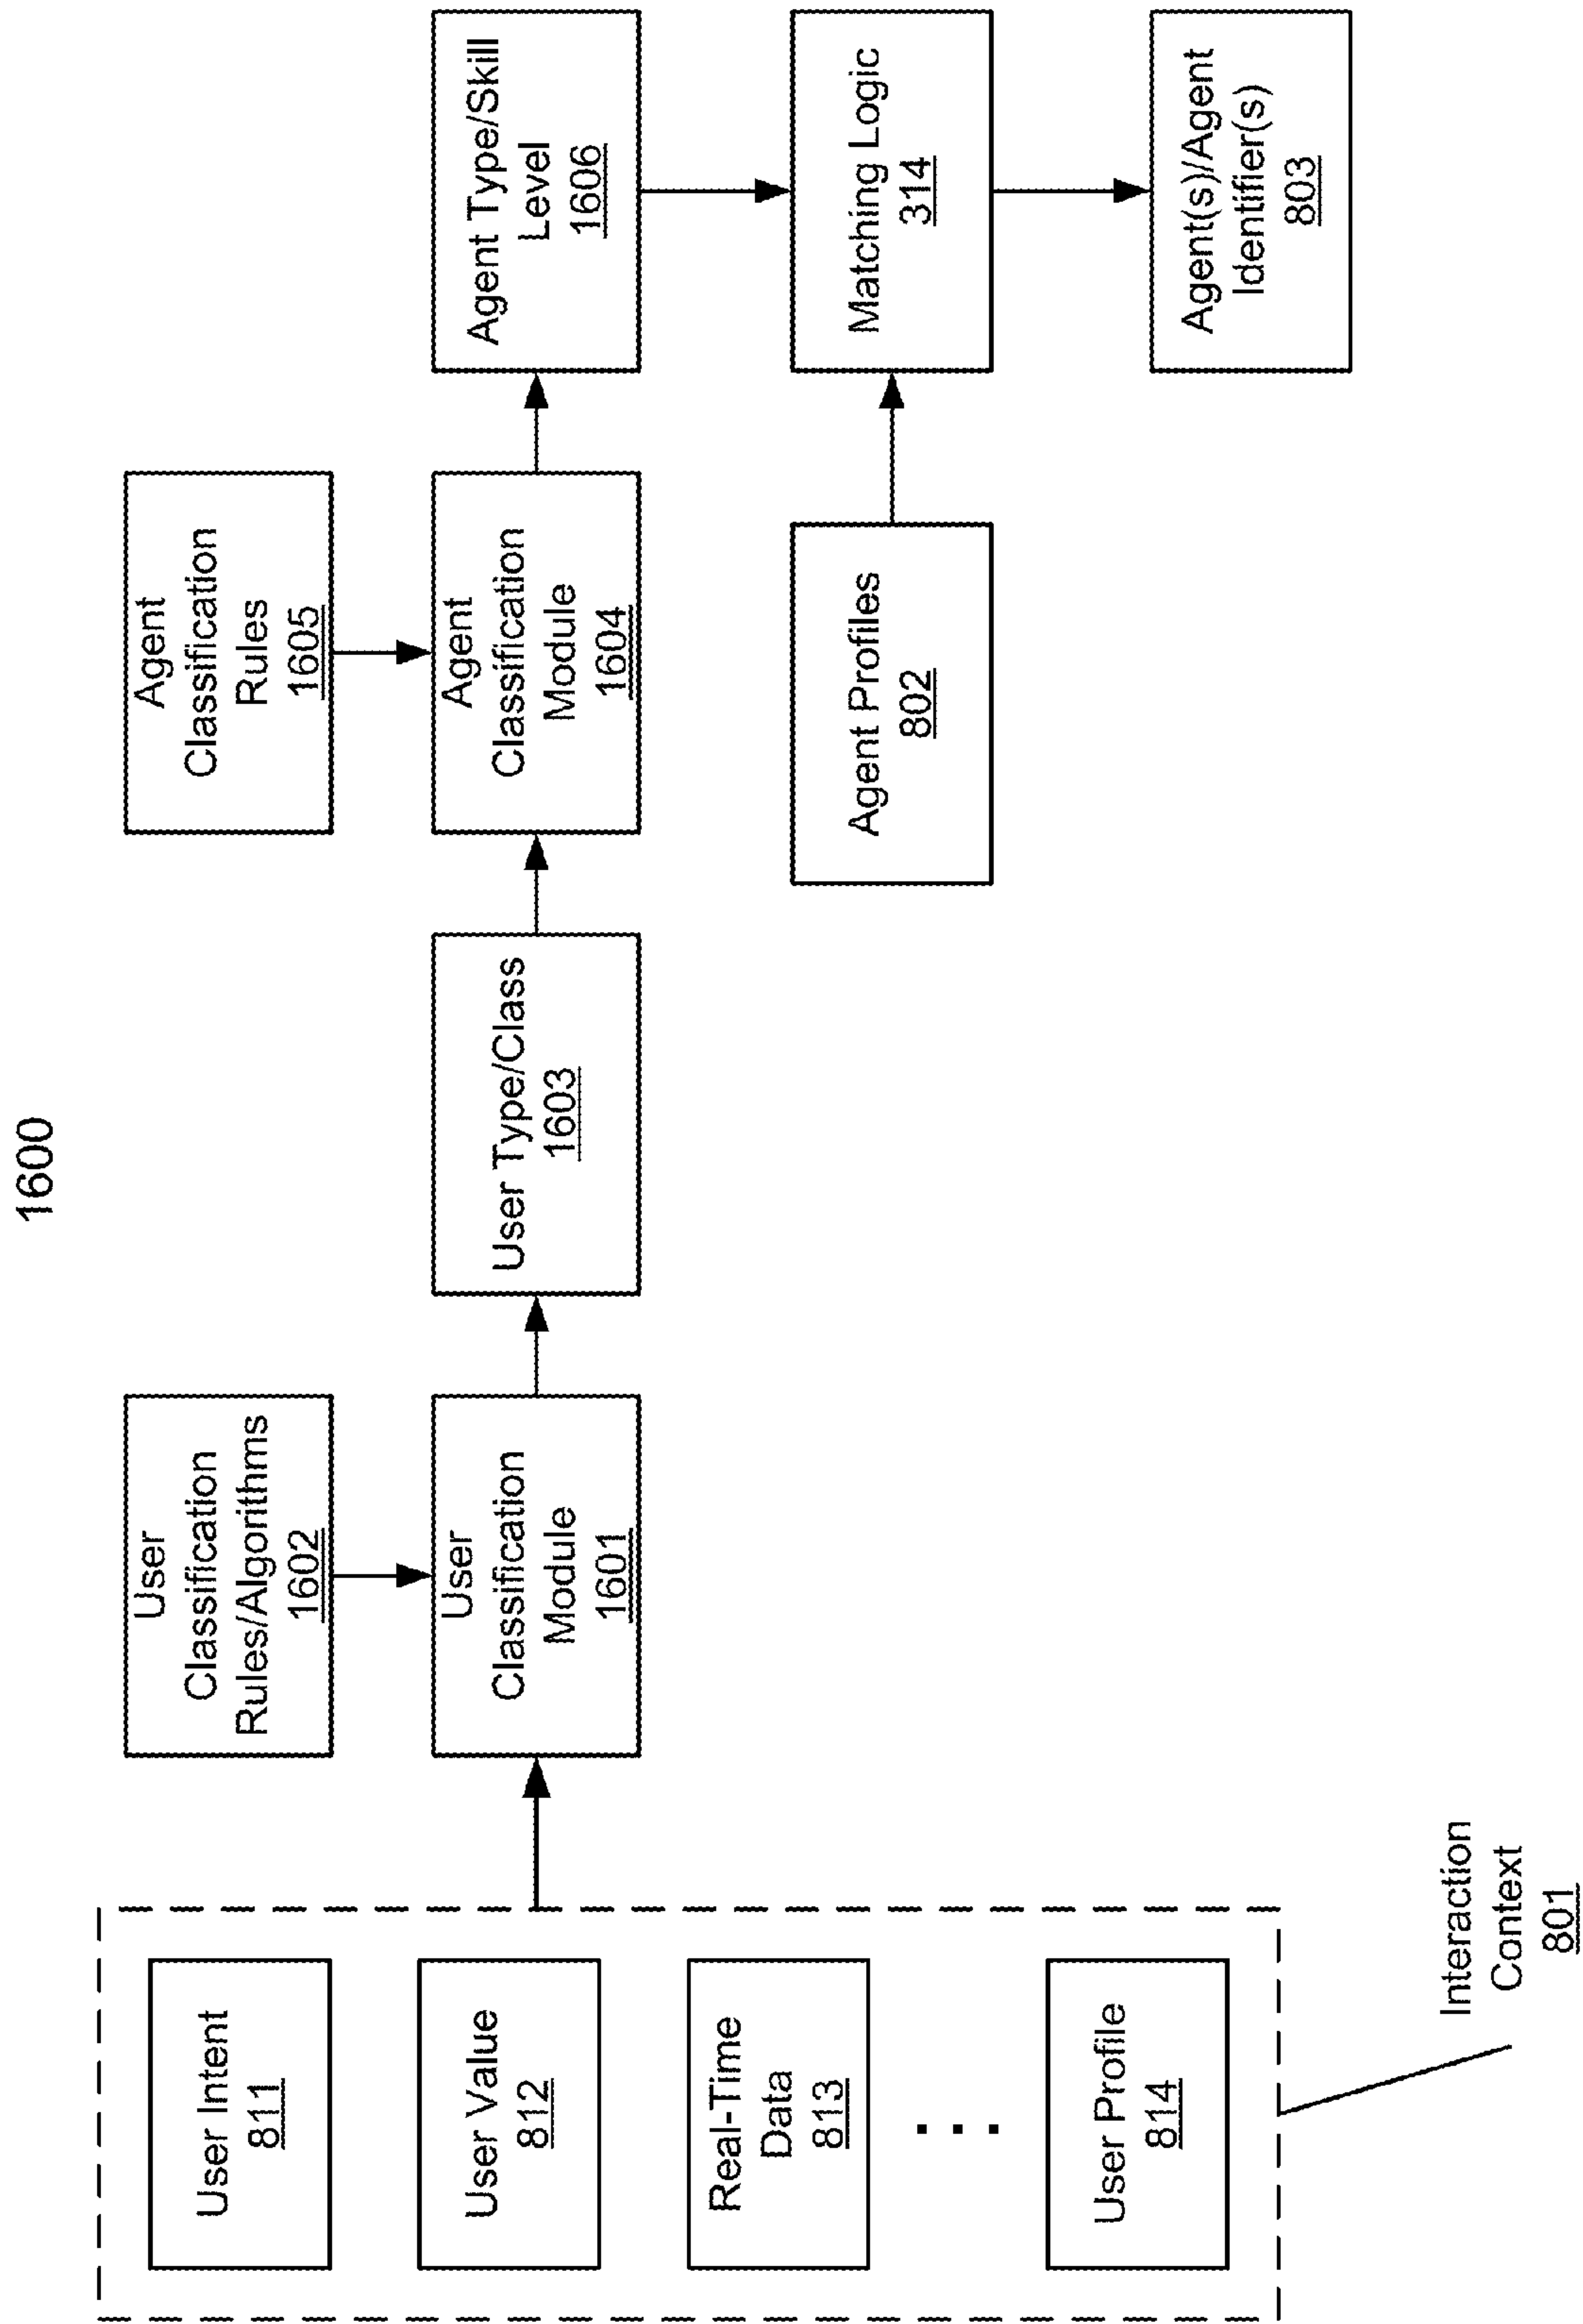 1600
User Intent
811
User Value
812
Real-Time
Data
813
. . .
User Profile
814
Interaction
Context
801
User
Classification
Rules/Algorithms
1602
User
Classification
Module
1601
User Type/Class
1603
Agent
Classification
Rules
1605
Agent
Classification
Module
1604
Agent Type/Skill
Level
1606
Agent Profiles
802
Matching Logic
314
Agent(s)/Agent
Identifier(s)
803